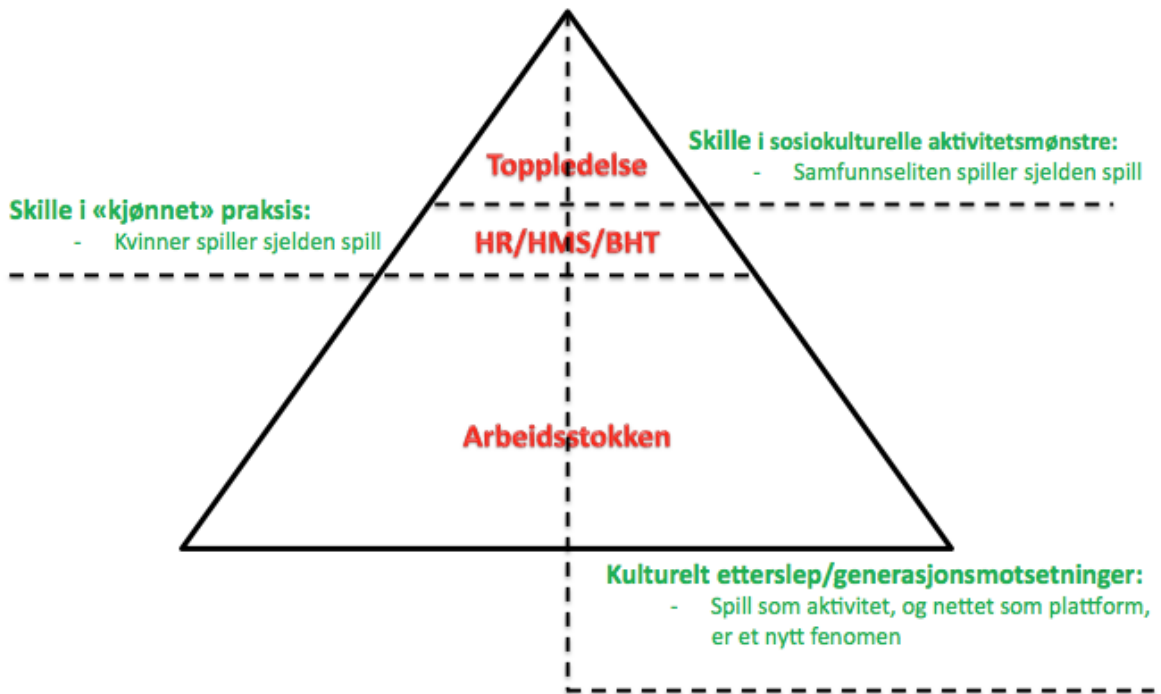 Toppledelse
Skille i sosiokulturelle aktivitetsmønstre:
- Samfunnseliten spiller sjelden spill
Skille i «kjønnet» praksis:
- Kvinner spiller sjelden spill
HR/HMS/BHT
Arbeidsstokken
Kulturelt etterslep/generasjonsmotsetninger:
- Spill som aktivitet, og nettet som plattform,
er et nytt fenomen